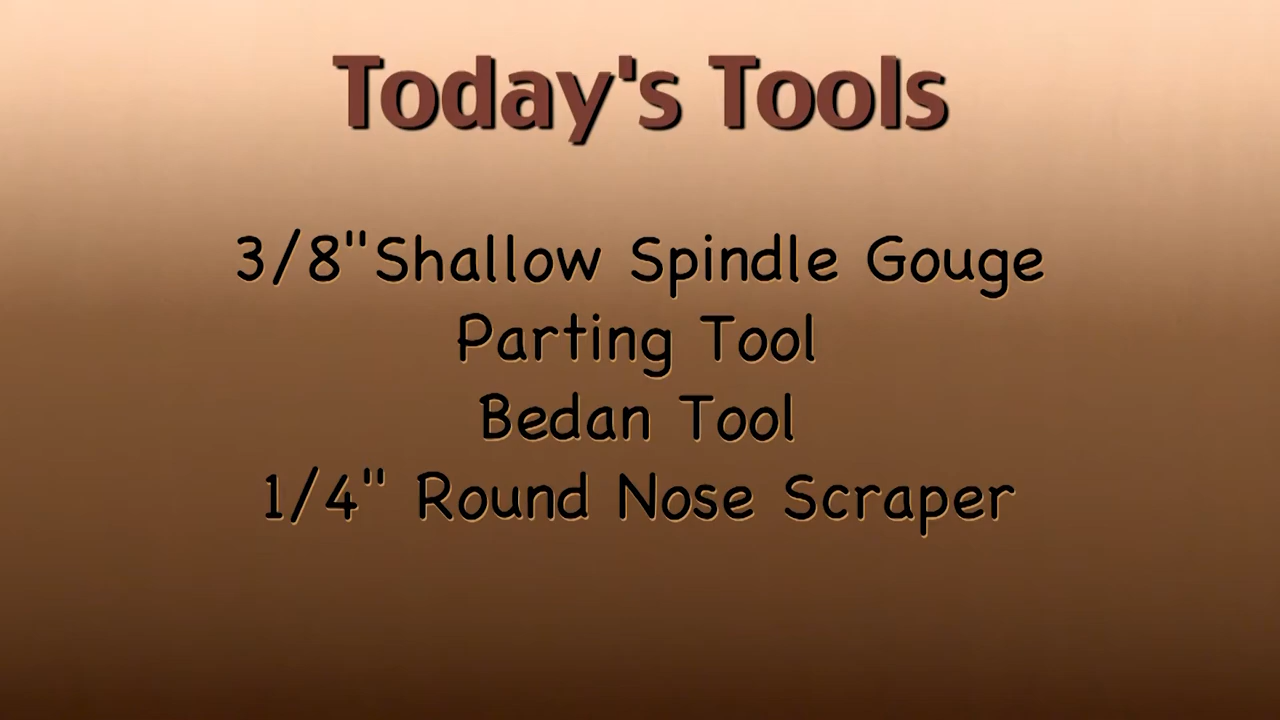 Today's Tools
3/8"Shallow Spindle Gouge
Parting Tool
Bedan Tool
1/4" Round Nose Scraper